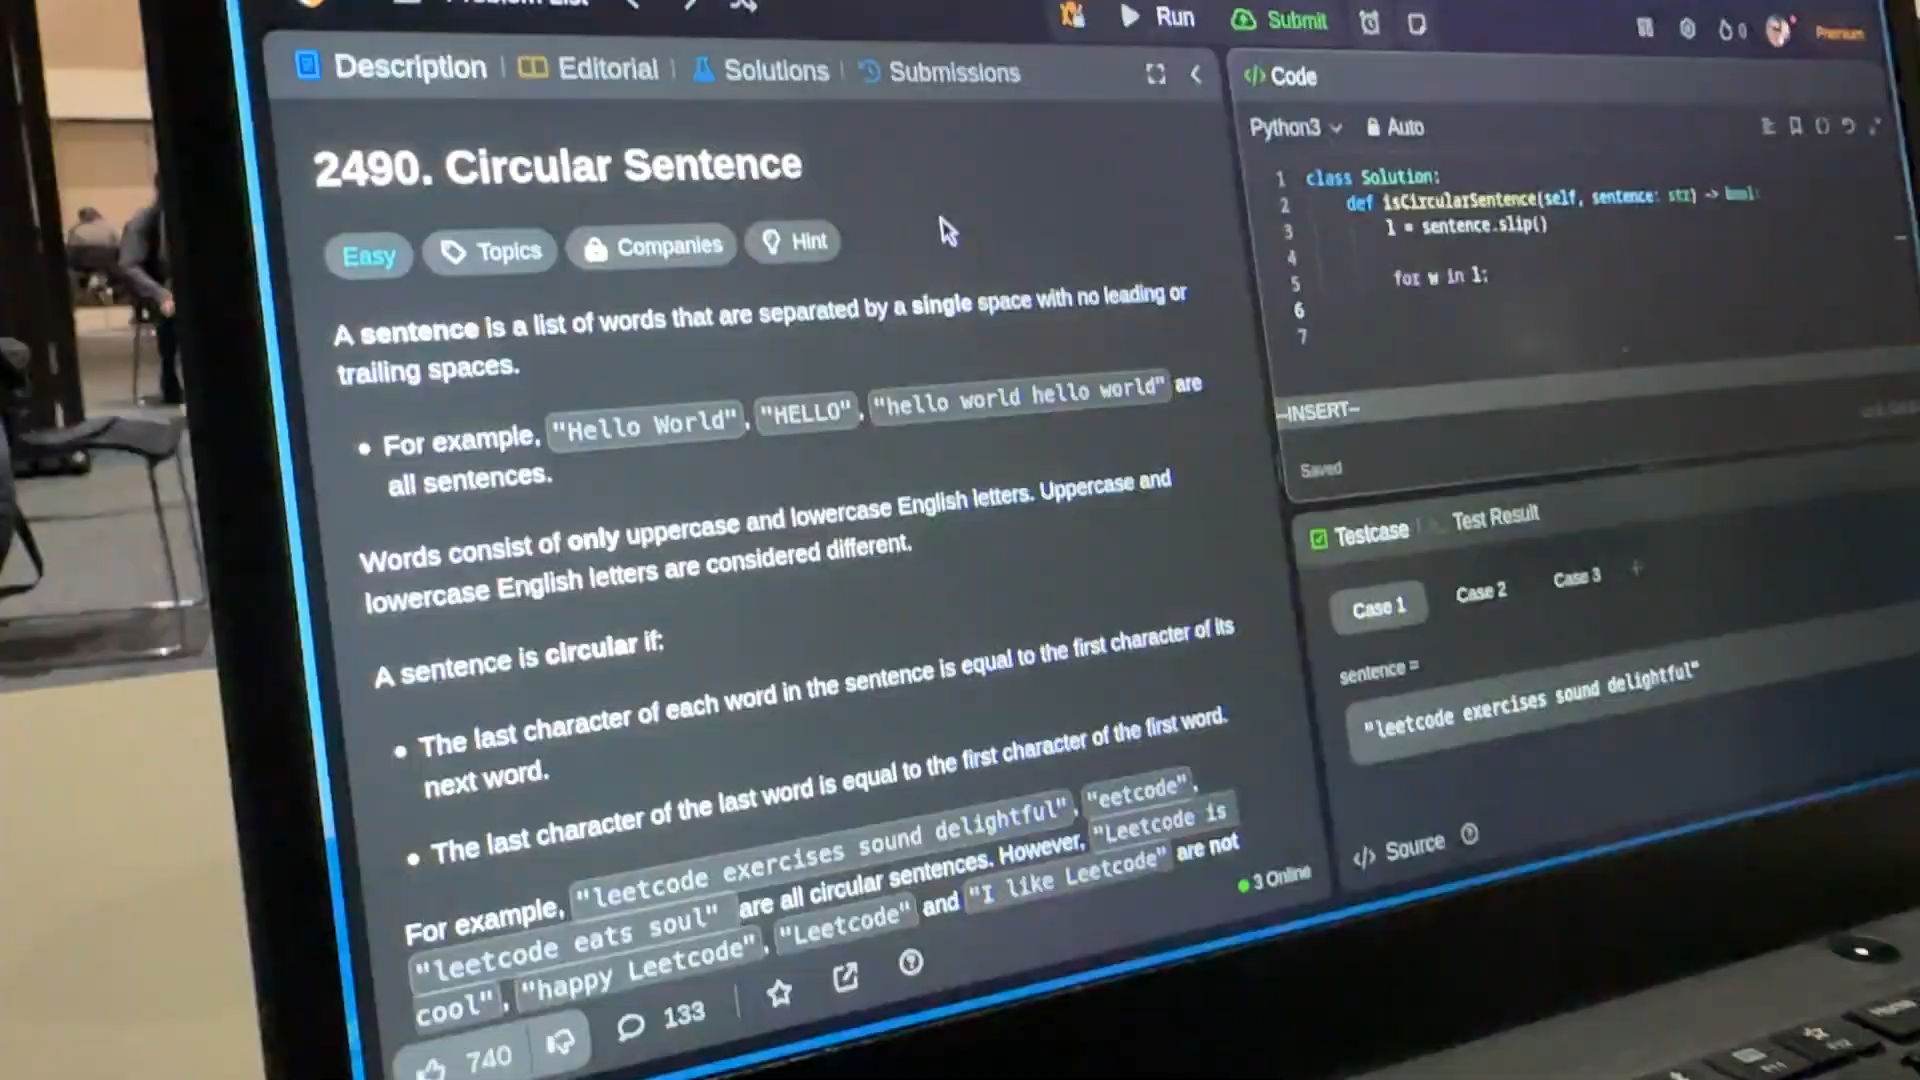 Run
Submit
0
Premium
Description
Editorial
Solutions
Submissions
Code
2490. Circular Sentence
Easy
Topics
Companies
Hint
A sentence is a list of words that are separated by a single space with no leading or
trailing spaces.
• For example, "Hello World", "HELLO", "hello world hello world" are
all sentences.
Words consist of only uppercase and lowercase English letters. Uppercase and
lowercase English letters are considered different.
A sentence is circular if:
• The last character of each word in the sentence is equal to the first character of its
next word.
• The last character of the last word is equal to the first character of the first word.
For example, "leetcode exercises sound delightful", "eetcode",
"leetcode eats soul" are all circular sentences. However, "Leetcode is
cool", "happy Leetcode", "Leetcode" and "I like Leetcode" are not
740
133
3 Online
Python3
Auto
1 class Solution:
2 def isCircularSentence(self, sentence: str) -> bool:
3 l = sentence.slip()
4
5 for w in l:
6
7
--INSERT--
Saved
Testcase
Test Result
Case 1
Case 2
Case 3
+
sentence =
"leetcode exercises sound delightful"
</> Source